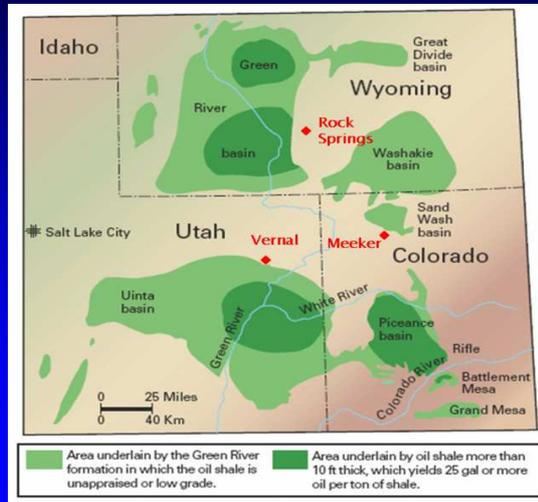 Idaho
Great
Divide
basin
Green
Wyoming
River
Rock
Springs
basin
Washakie
basin
Sand
Wash
basin
Salt Lake City
Utah
Vernal
Meeker
Colorado
Uinta
basin
White River
Green River
Piceance
basin
Rifle
Colorado River
Battlement
Mesa
Grand Mesa
0 25 Miles
0 40 Km
Area underlain by the Green River
formation in which the oil shale is
unappraised or low grade.
Area underlain by oil shale more than
10 ft thick, which yields 25 gal or more
oil per ton of shale.